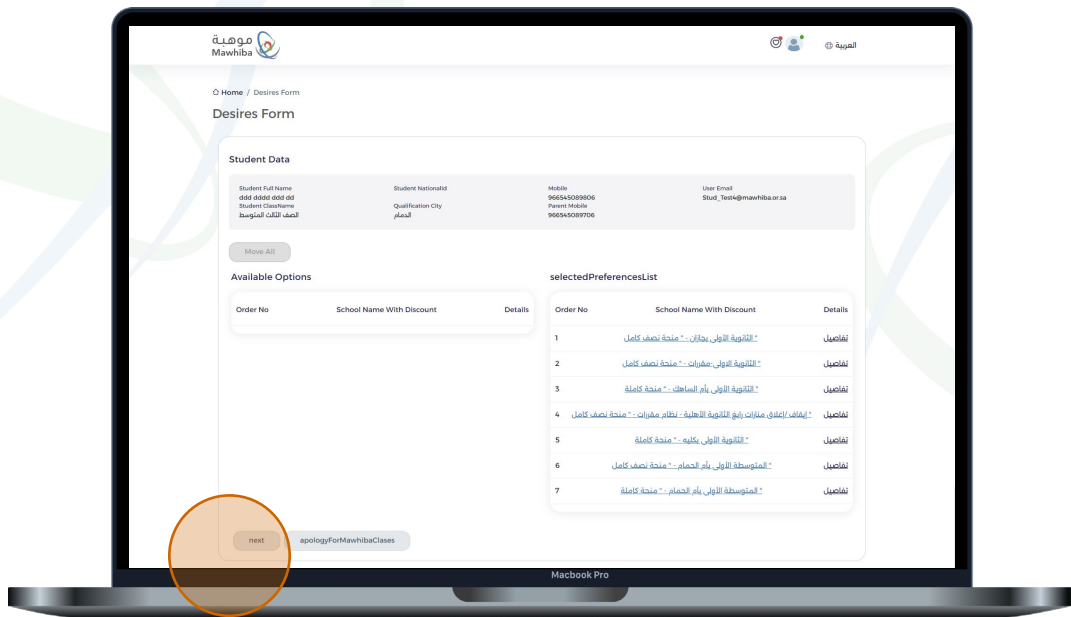 موهبة
Mawhiba
العربية
Home / Desires Form
Desires Form
Student Data
Student Full Name
ddd dddd ddd dd
Student ClassName
الصف الثالث المتوسط
Student NationalId
Qualification City
الدمام
Mobile
966545089806
Parent Mobile
966545089706
User Email
Stud_Test4@mawhiba.or.sa
Move All
Available Options
Order No School Name With Discount Details
selectedPreferencesList
Order No School Name With Discount Details
1 * الثانوية الأولى بجازان - * منحة نصف كامل تفاصيل
2 * الثانوية الاولى-مقررات - * منحة نصف كامل تفاصيل
3 * الثانوية الأولى بأم الساهك - * منحة كاملة تفاصيل
4 * إيقاف /إغلاق منارات رابغ الثانوية الأهلية - نظام مقررات - * منحة نصف كامل تفاصيل
5 * الثانوية الأولى بكليه - * منحة كاملة تفاصيل
6 * المتوسطة الأولى بأم الحمام - * منحة نصف كامل تفاصيل
7 * المتوسطة الأولى بأم الحمام - * منحة كاملة تفاصيل
next apologyForMawhibaClases
Macbook Pro